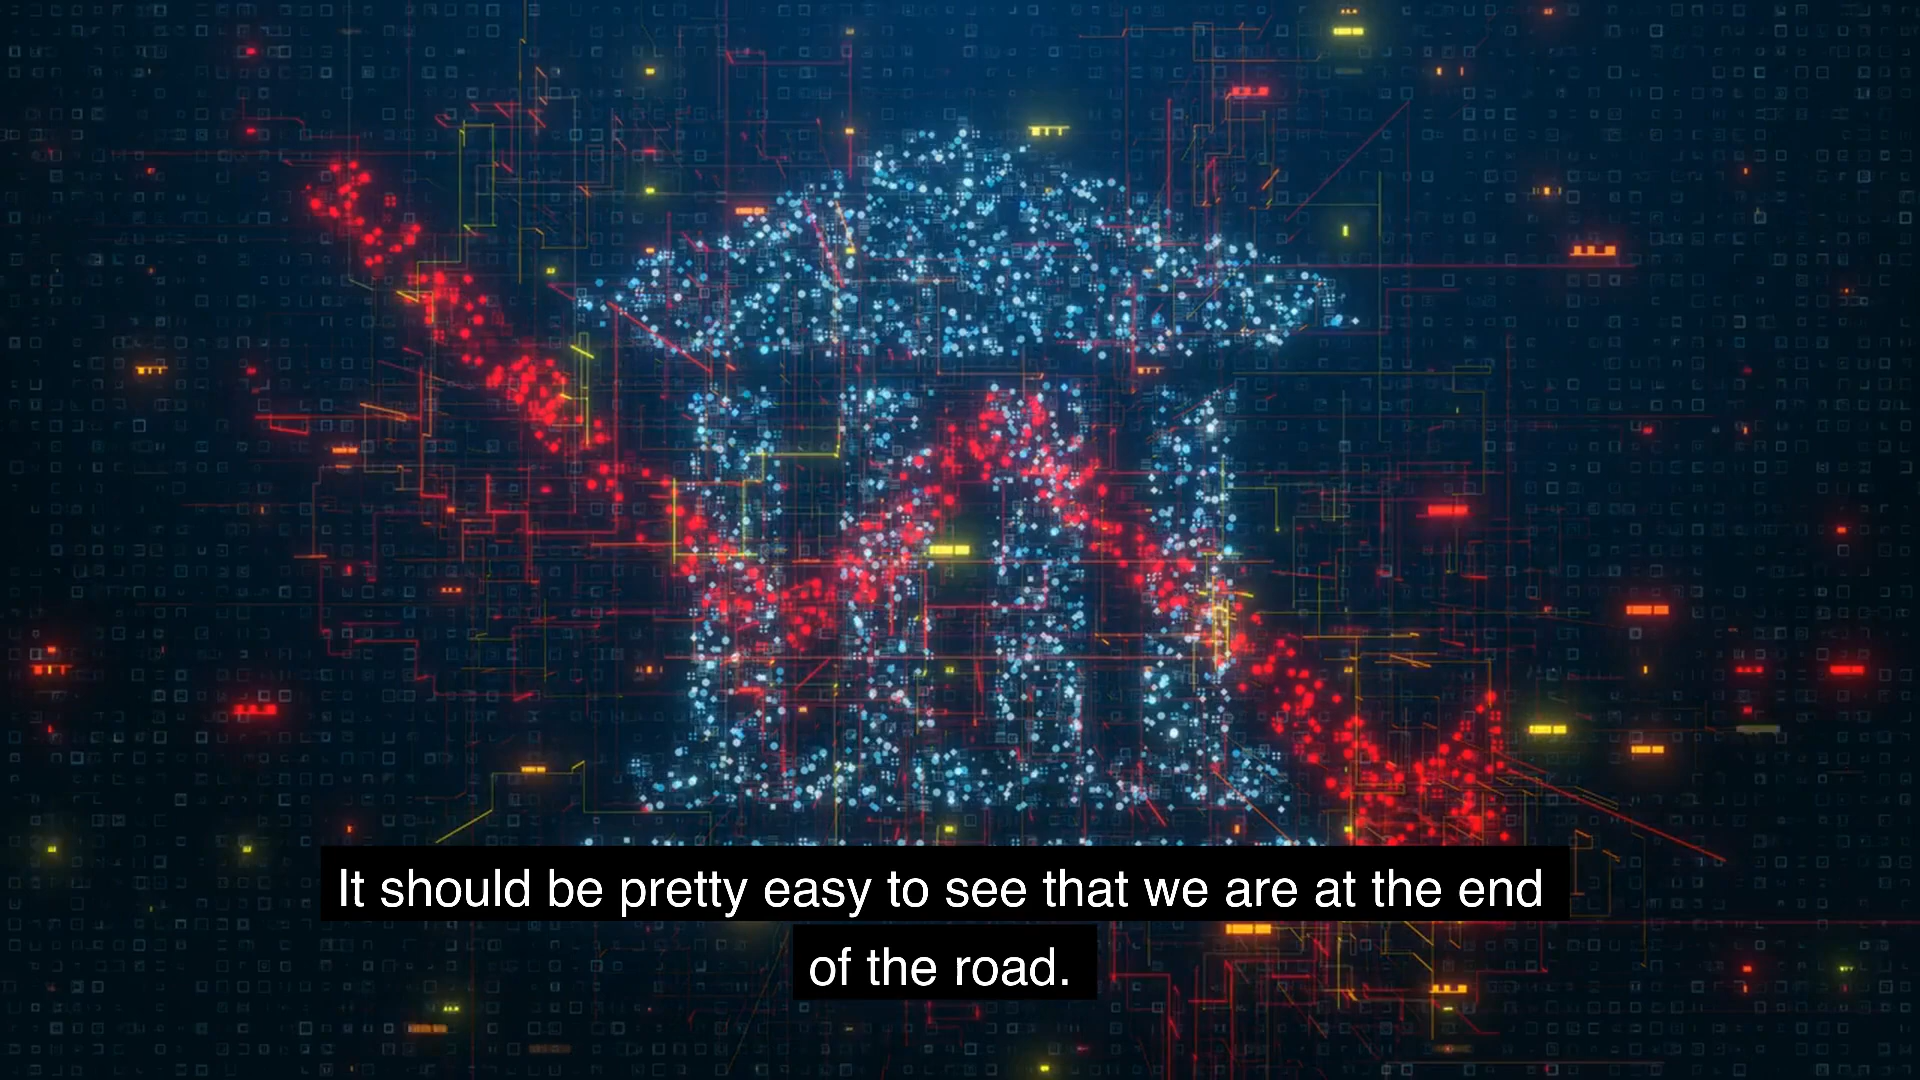 It should be pretty easy to see that we are at the end
of the road.